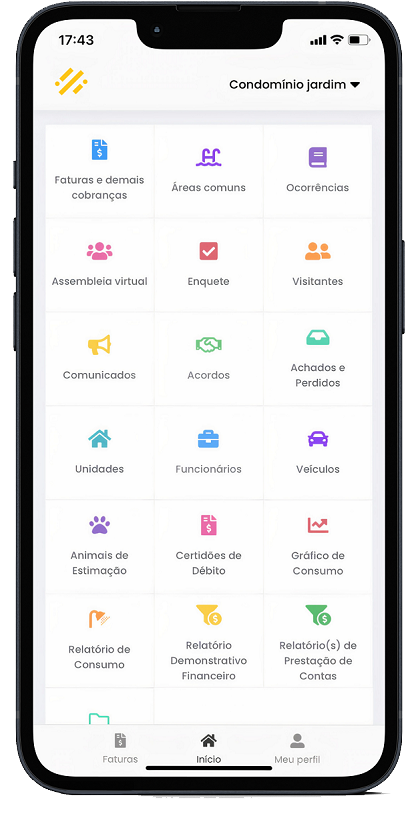 17:43
Condomínio jardim
Faturas e demais
cobranças
Áreas comuns
Ocorrências
Assembleia virtual
Enquete
Visitantes
Comunicados
Acordos
Achados e
Perdidos
Unidades
Funcionários
Veículos
Animais de
Estimação
Certidões de
Débito
Gráfico de
Consumo
Relatório de
Consumo
Relatório
Demonstrativo
Financeiro
Relatório(s) de
Prestação de
Contas
Faturas
Início
Meu perfil